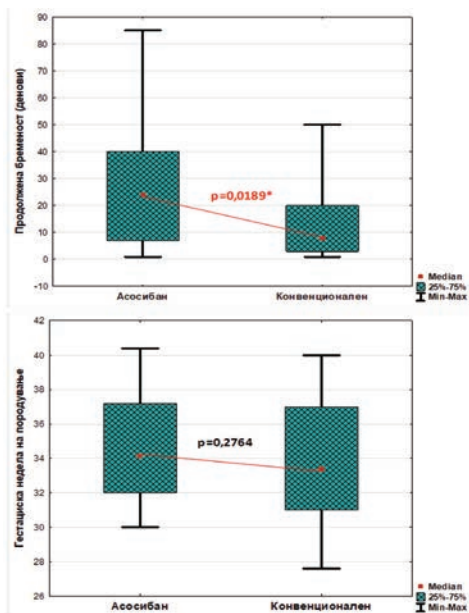 Продолжена бременост (денови)
90
80
70
60
50
40
30
20
10
0
-10
p=0,0189*
Асосибан
Конвенционален
Median
25%-75%
Min-Max
Гестациска недела на породување
42
40
38
36
34
32
30
28
26
p=0,2764
Асосибан
Конвенционален
Median
25%-75%
Min-Max